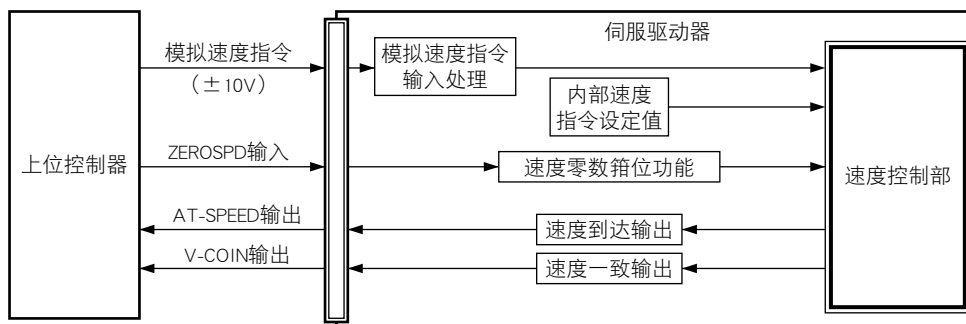 伺服驱动器
模拟速度指令
（±10V）
模拟速度指令
输入处理
内部速度
指令设定值
上位控制器
ZEROSPD输入
速度零数箝位功能
速度控制部
AT-SPEED输出
速度到达输出
V-COIN输出
速度一致输出